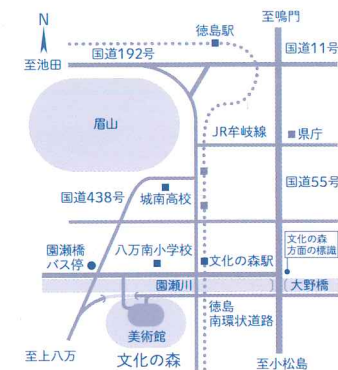 N
至鳴門
徳島駅
国道11号
国道192号
至池田
眉山
JR牟岐線
県庁
国道438号
城南高校
国道55号
文化の森
方面の標識
園瀬橋
バス停
八万南小学校
文化の森駅
園瀬川
大野橋
徳島
南環状道路
美術館
至上八万
文化の森
至小松島